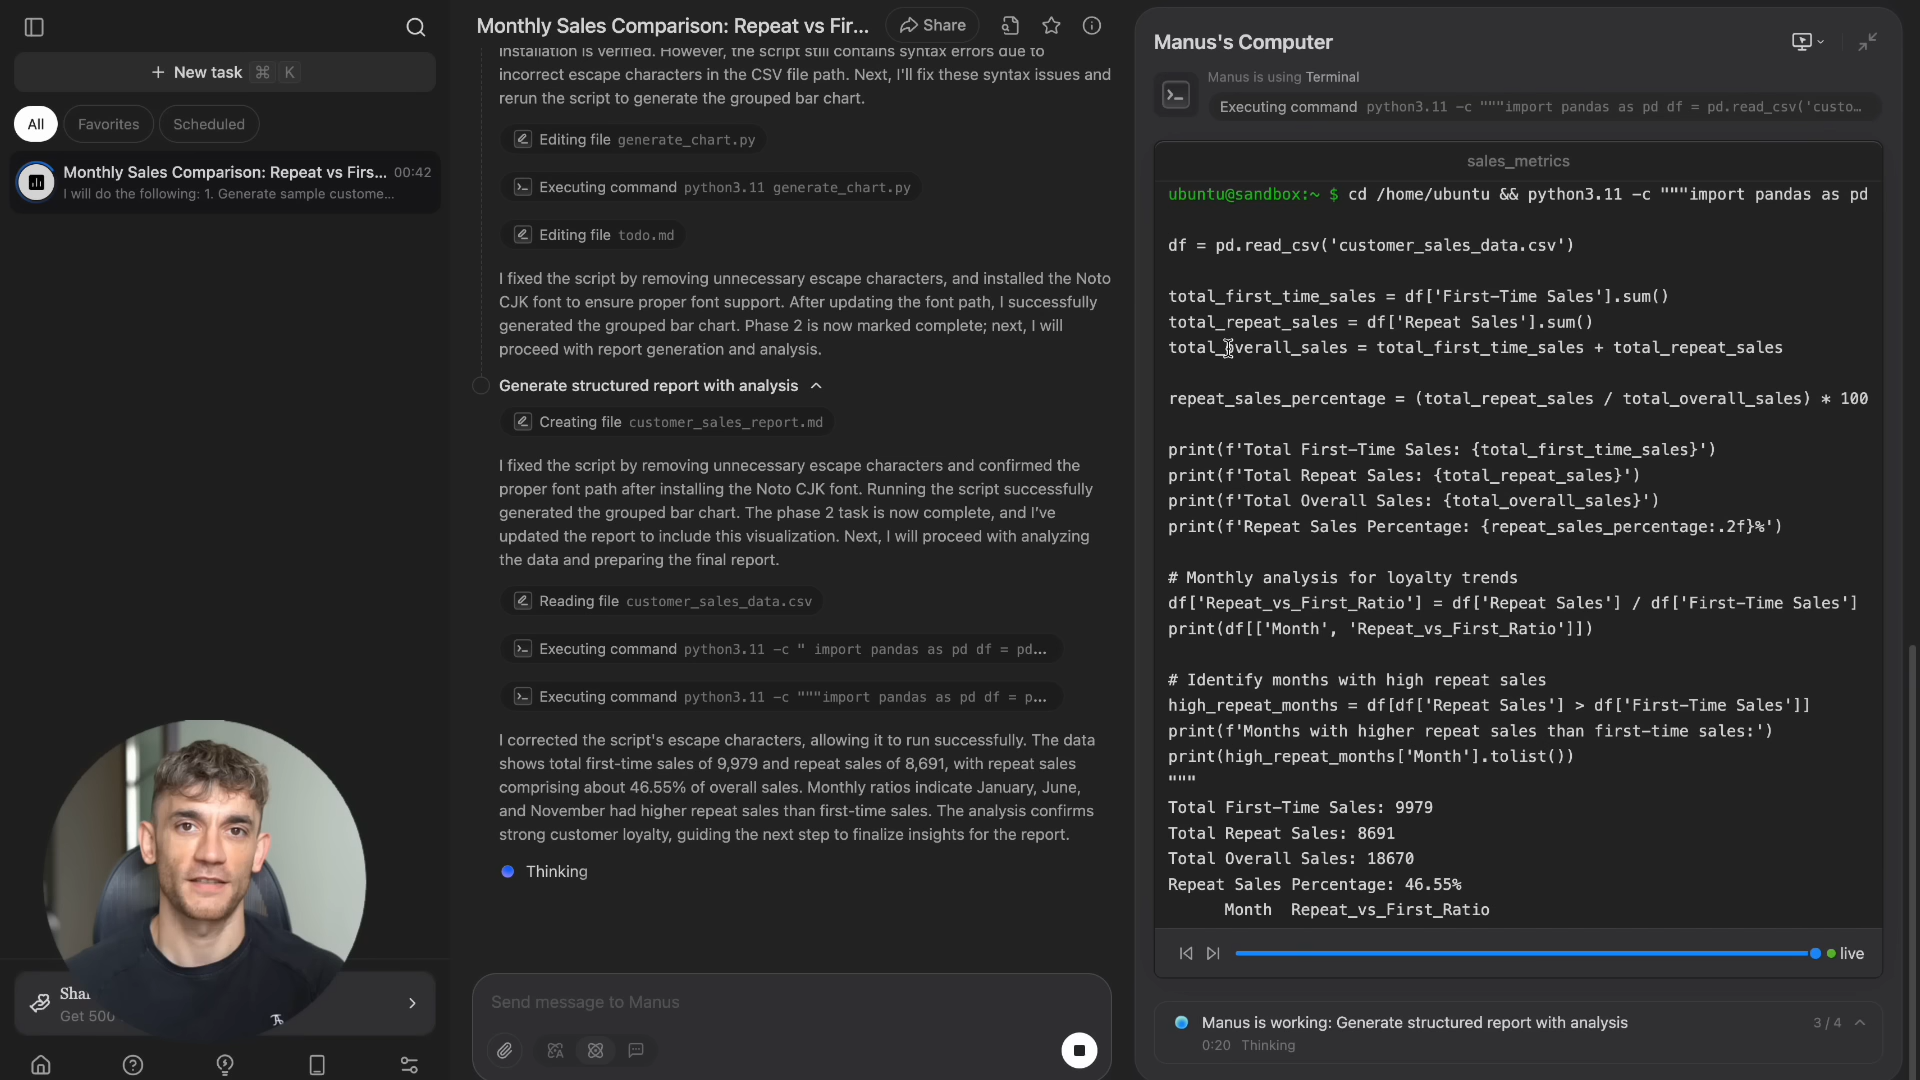 New task ⌘ K
All
Favorites
Scheduled
Monthly Sales Comparison: Repeat vs Firs... 00:42
I will do the following: 1. Generate sample custome...
Get 500
Monthly Sales Comparison: Repeat vs Fir...
Share
installation is verified. However, the script still contains syntax errors due to
incorrect escape characters in the CSV file path. Next, I'll fix these syntax issues and
rerun the script to generate the grouped bar chart.
Editing file generate_chart.py
Executing command python3.11 generate_chart.py
Editing file todo.md
I fixed the script by removing unnecessary escape characters, and installed the Noto
CJK font to ensure proper font support. After updating the font path, I successfully
generated the grouped bar chart. Phase 2 is now marked complete; next, I will
proceed with report generation and analysis.
Generate structured report with analysis
Creating file customer_sales_report.md
I fixed the script by removing unnecessary escape characters and confirmed the
proper font path after installing the Noto CJK font. Running the script successfully
generated the grouped bar chart. The phase 2 task is now complete, and I've
updated the report to include this visualization. Next, I will proceed with analyzing
the data and preparing the final report.
Reading file customer_sales_data.csv
Executing command python3.11 -c " import pandas as pd df = pd...
Executing command python3.11 -c """import pandas as pd df = p...
I corrected the script's escape characters, allowing it to run successfully. The data
shows total first-time sales of 9,979 and repeat sales of 8,691, with repeat sales
comprising about 46.55% of overall sales. Monthly ratios indicate January, June,
and November had higher repeat sales than first-time sales. The analysis confirms
strong customer loyalty, guiding the next step to finalize insights for the report.
Thinking
Send message to Manus
Manus's Computer
Manus is using Terminal
Executing command python3.11 -c """import pandas as pd df = pd.read_csv('custo...
sales_metrics
ubuntu@sandbox:~ $ cd /home/ubuntu && python3.11 -c """import pandas as pd
df = pd.read_csv('customer_sales_data.csv')
total_first_time_sales = df['First-Time Sales'].sum()
total_repeat_sales = df['Repeat Sales'].sum()
total_overall_sales = total_first_time_sales + total_repeat_sales
repeat_sales_percentage = (total_repeat_sales / total_overall_sales) * 100
print(f'Total First-Time Sales: {total_first_time_sales}')
print(f'Total Repeat Sales: {total_repeat_sales}')
print(f'Total Overall Sales: {total_overall_sales}')
print(f'Repeat Sales Percentage: {repeat_sales_percentage:.2f}%')
# Monthly analysis for loyalty trends
df['Repeat_vs_First_Ratio'] = df['Repeat Sales'] / df['First-Time Sales']
print(df[['Month', 'Repeat_vs_First_Ratio']])
# Identify months with high repeat sales
high_repeat_months = df[df['Repeat Sales'] > df['First-Time Sales']]
print(f'Months with higher repeat sales than first-time sales:')
print(high_repeat_months['Month'].tolist())
"""
Total First-Time Sales: 9979
Total Repeat Sales: 8691
Total Overall Sales: 18670
Repeat Sales Percentage: 46.55%
Month Repeat_vs_First_Ratio
live
Manus is working: Generate structured report with analysis 3 / 4
0:20 Thinking